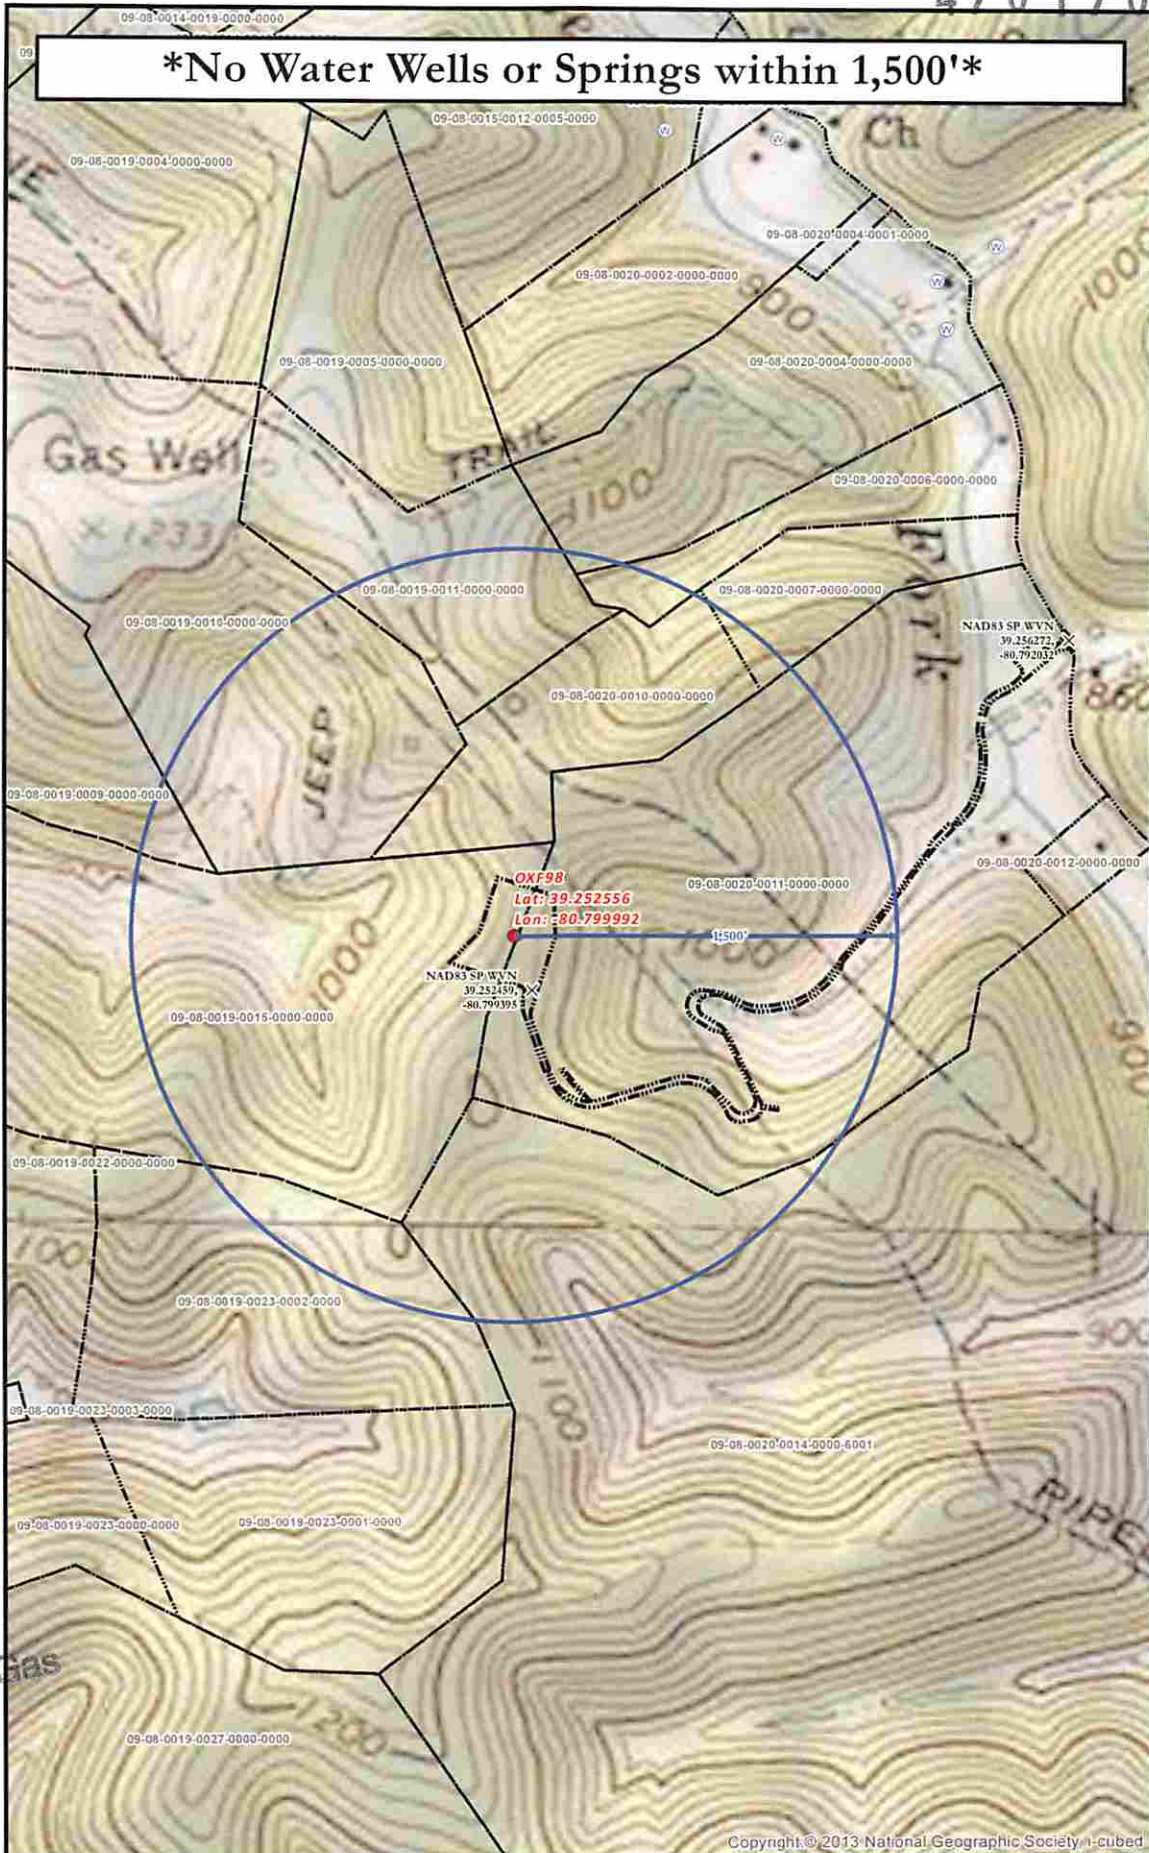 09-08-0014-0019-0000-0000
*No Water Wells or Springs within 1,500'*
09-08-0015-0012-0005-0000
W
W
Ch
09-08-0019-0004-0000-0000
09-08-0020-0004-0001-0000
W
09-08-0020-0002-0000-0000
W
900
1000
W
09-08-0019-0005-0000-0000
09-08-0020-0004-0000-0000
Gas Well
TRAIL
09-08-0020-0006-0000-0000
1100
× 1233
Fork
09-08-0019-0011-0000-0000
09-08-0020-0007-0000-0000
09-08-0019-0010-0000-0000
NAD83 SP WVN
39.256272,
-80.792032
09-08-0020-0010-0000-0000
860
JEEP
09-08-0019-0009-0000-0000
09-08-0020-0012-0000-0000
OXF98
Lat: 39.252556
Lon: -80.799992
09-08-0020-0011-0000-0000
1,500'
1000
1000
NAD83 SP WVN
39.252459,
-80.799395
09-08-0019-0015-0000-0000
900
09-08-0019-0022-0000-0000
1100
09-08-0019-0023-0002-0000
900
1100
09-08-0019-0023-0003-0000
09-08-0020-0014-0000-6001
09-08-0019-0023-0000-0000
09-08-0019-0023-0001-0000
Gas
1200
09-08-0019-0027-0000-0000
Copyright:© 2013 National Geographic Society, i-cubed